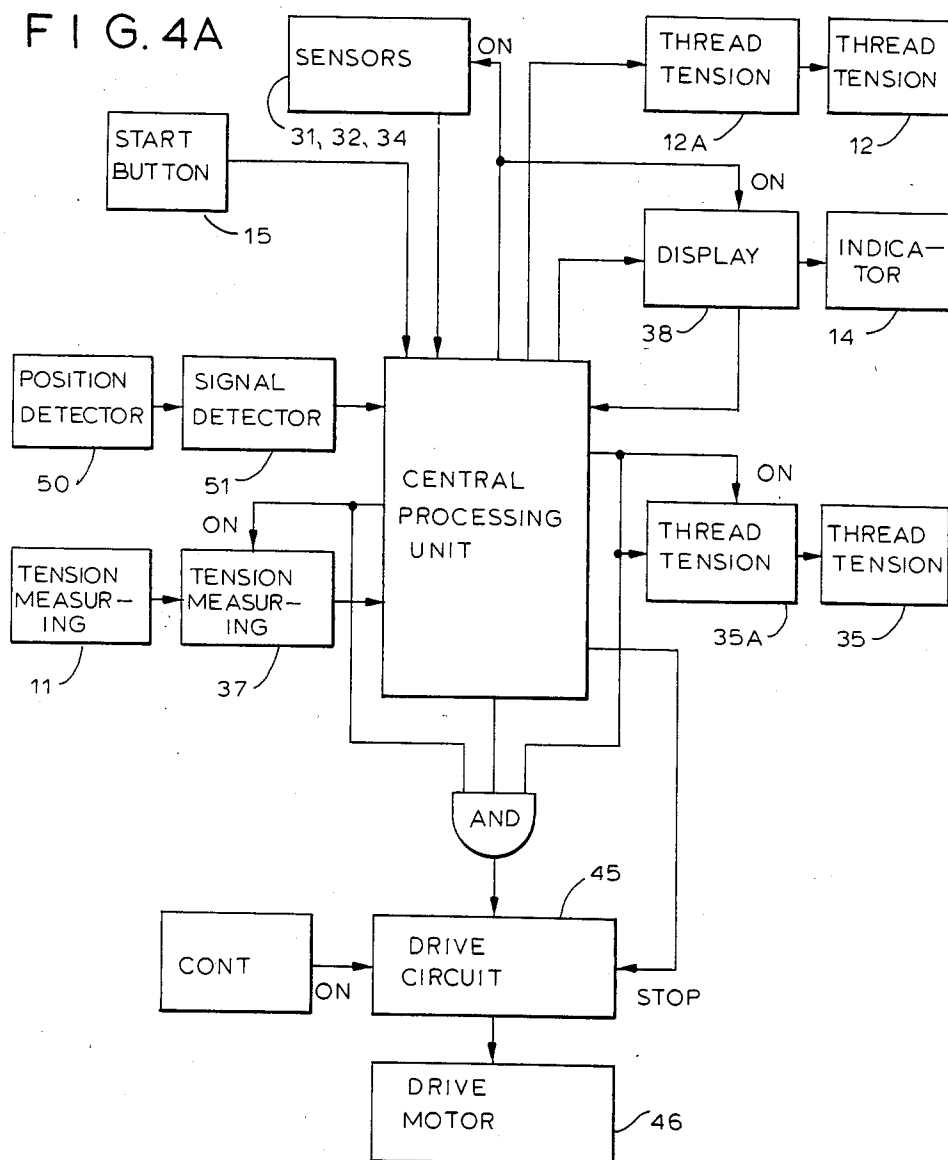 FIG. 4A
SENSORS
ON
31, 32, 34
THREAD
TENSION
12A
THREAD
TENSION
12
START
BUTTON
15
ON
DISPLAY
38
INDICA-
TOR
14
POSITION
DETECTOR
50
SIGNAL
DETECTOR
51
CENTRAL
PROCESSING
UNIT
ON
TENSION
MEASUR-
ING
11
TENSION
MEASUR-
ING
37
ON
THREAD
TENSION
35A
THREAD
TENSION
35
AND
45
CONT
ON
DRIVE
CIRCUIT
STOP
DRIVE
MOTOR
46